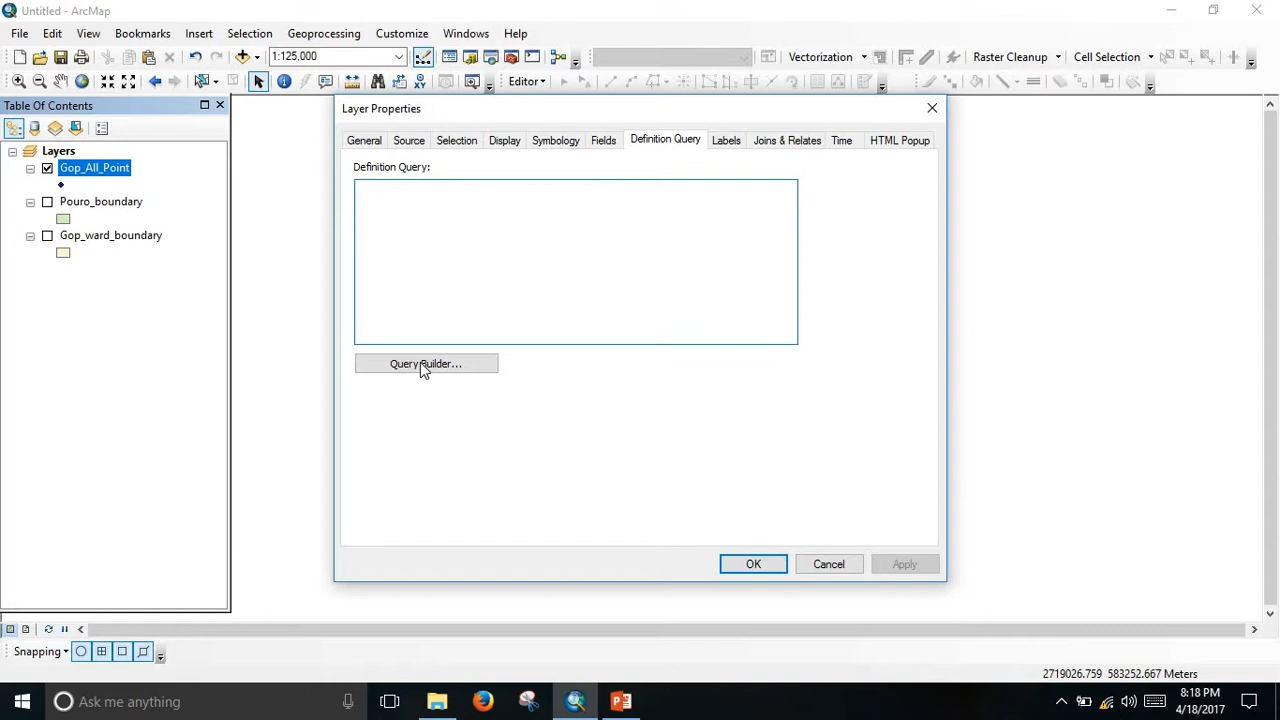 Untitled - ArcMap
File Edit View Bookmarks Insert Selection Geoprocessing Customize Windows Help
1:125,000 Vectorization Raster Cleanup Cell Selection
Editor
Table Of Contents
Layers
Gop_All_Point
Pouro_boundary
Gop_ward_boundary
Layer Properties
General Source Selection Display Symbology Fields Definition Query Labels Joins & Relates Time HTML Popup
Definition Query:
Query Builder...
OK Cancel Apply
Snapping
2719026.759 583252.667 Meters
Ask me anything
8:18 PM
4/18/2017